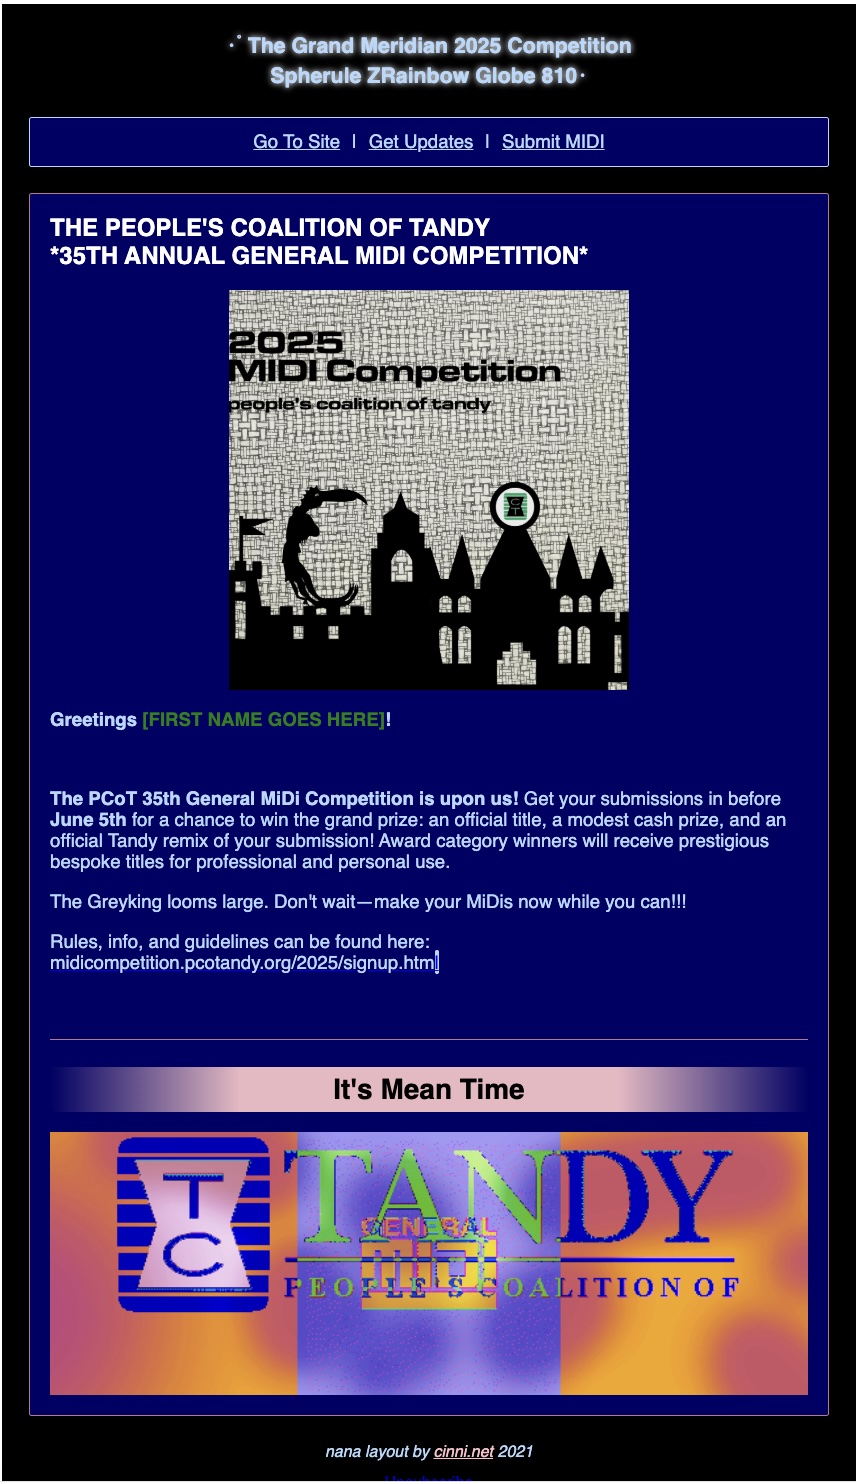 ·˚ The Grand Meridian 2025 Competition
Spherule ZRainbow Globe 810·
Go To Site | Get Updates | Submit MIDI
THE PEOPLE'S COALITION OF TANDY
*35TH ANNUAL GENERAL MIDI COMPETITION*
2025
MIDI Competition
people's coalition of tandy
Greetings [FIRST NAME GOES HERE]!
The PCoT 35th General MiDi Competition is upon us! Get your submissions in before
June 5th for a chance to win the grand prize: an official title, a modest cash prize, and an
official Tandy remix of your submission! Award category winners will receive prestigious
bespoke titles for professional and personal use.
The Greyking looms large. Don't wait—make your MiDis now while you can!!!
Rules, info, and guidelines can be found here:
midicompetition.pcotandy.org/2025/signup.html
It's Mean Time
TC
TANDY
GENERAL
MIDI
PEOPLE'S COALITION OF
nana layout by cinni.net 2021
Unsubscribe